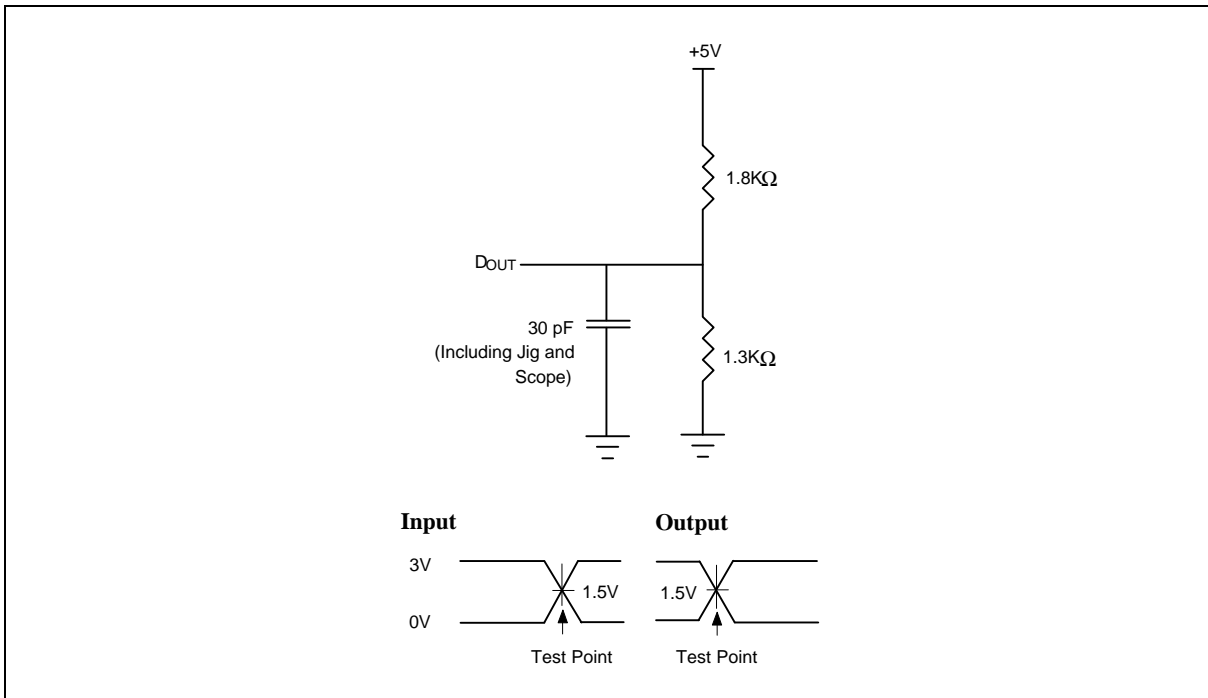 +5V
1.8KΩ
DOUT
30 pF
(Including Jig and
Scope)
1.3KΩ
Input
Output
3V
1.5V
1.5V
0V
Test Point
Test Point